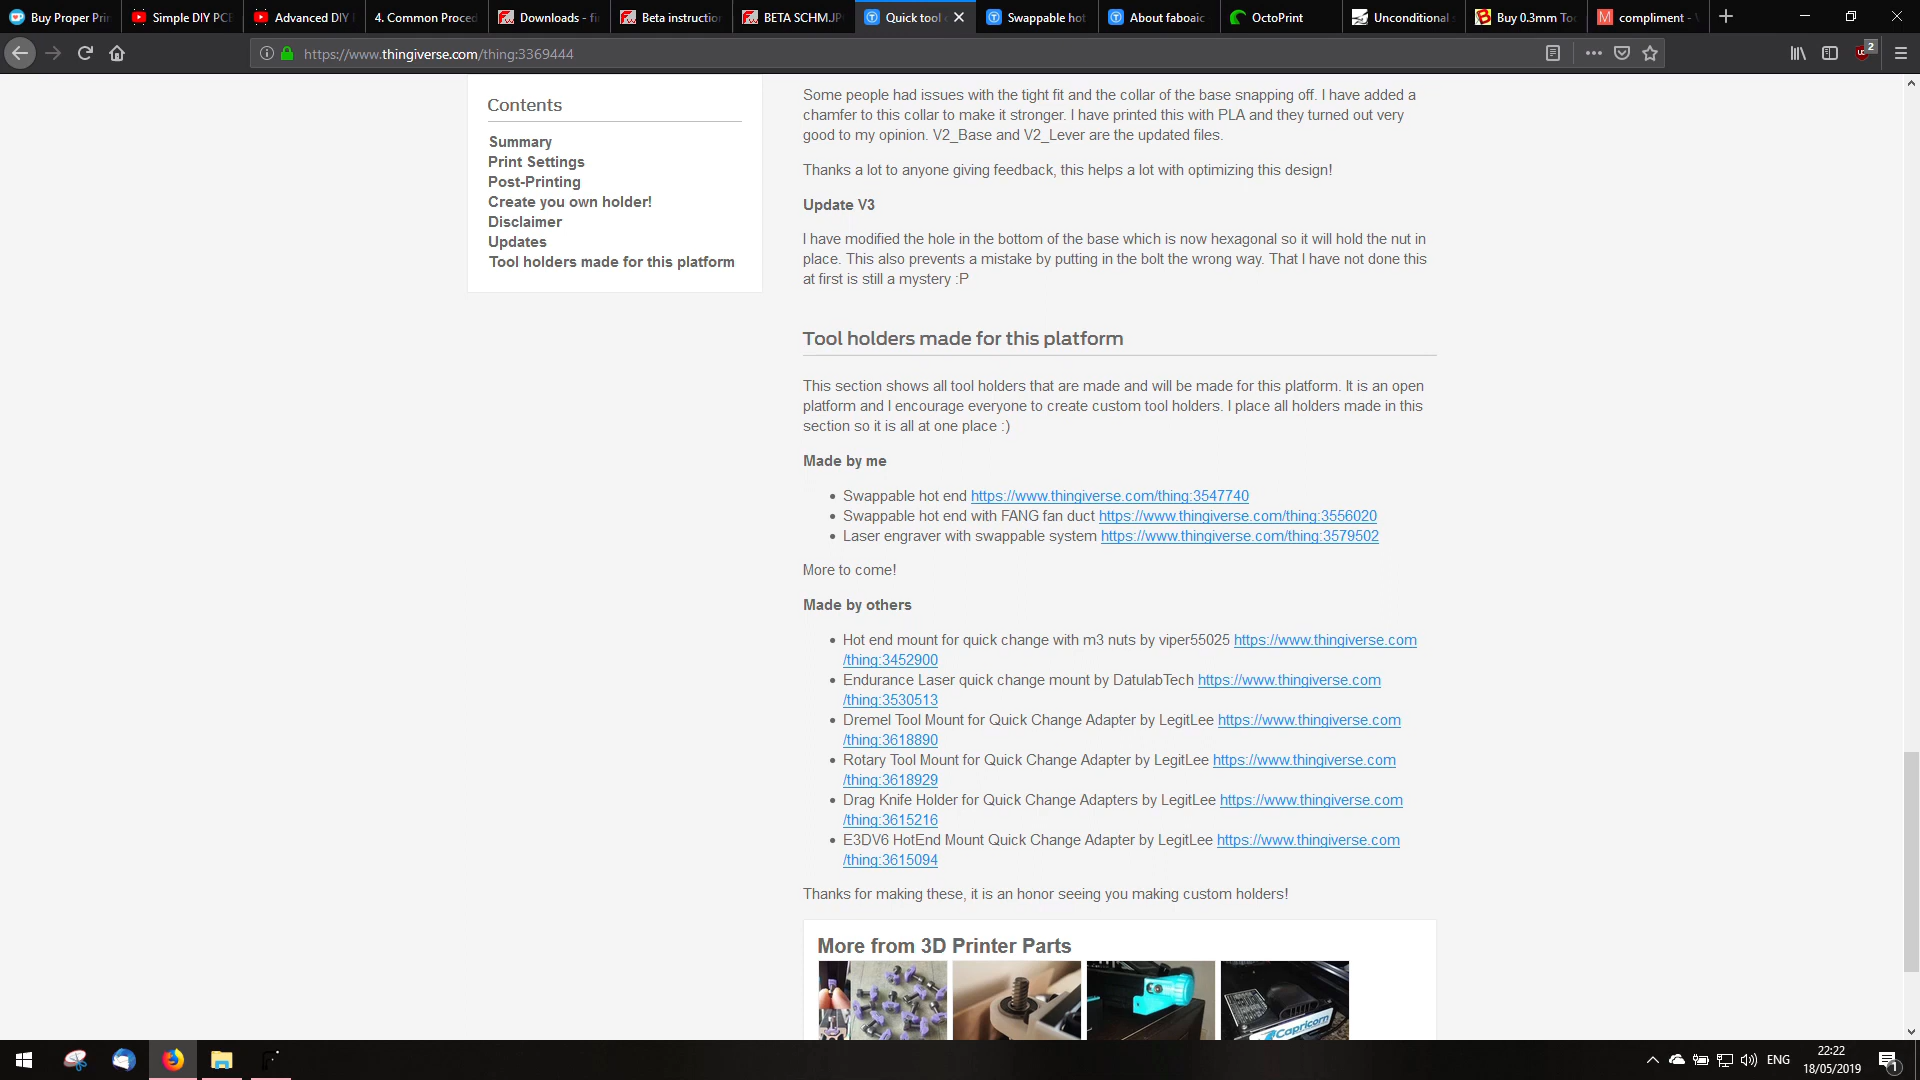 Buy Proper Pri
Simple DIY PCB
Advanced DIY
4. Common Proced
Downloads - fi
Beta instruction
BETA SCHM.JP
Quick tool
Swappable hot
About faboaic
OctoPrint
Unconditional
Buy 0.3mm Too
compliment -
https://www.thingiverse.com/thing:3369444
2
Contents
Summary
Print Settings
Post-Printing
Create you own holder!
Disclaimer
Updates
Tool holders made for this platform
Some people had issues with the tight fit and the collar of the base snapping off. I have added a
chamfer to this collar to make it stronger. I have printed this with PLA and they turned out very
good to my opinion. V2_Base and V2_Lever are the updated files.
Thanks a lot to anyone giving feedback, this helps a lot with optimizing this design!
Update V3
I have modified the hole in the bottom of the base which is now hexagonal so it will hold the nut in
place. This also prevents a mistake by putting in the bolt the wrong way. That I have not done this
at first is still a mystery :P
Tool holders made for this platform
This section shows all tool holders that are made and will be made for this platform. It is an open
platform and I encourage everyone to create custom tool holders. I place all holders made in this
section so it is all at one place :)
Made by me
Swappable hot end https://www.thingiverse.com/thing:3547740
Swappable hot end with FANG fan duct https://www.thingiverse.com/thing:3556020
Laser engraver with swappable system https://www.thingiverse.com/thing:3579502
More to come!
Made by others
Hot end mount for quick change with m3 nuts by viper55025 https://www.thingiverse.com
/thing:3452900
Endurance Laser quick change mount by DatulabTech https://www.thingiverse.com
/thing:3530513
Dremel Tool Mount for Quick Change Adapter by LegitLee https://www.thingiverse.com
/thing:3618890
Rotary Tool Mount for Quick Change Adapter by LegitLee https://www.thingiverse.com
/thing:3618929
Drag Knife Holder for Quick Change Adapters by LegitLee https://www.thingiverse.com
/thing:3615216
E3DV6 HotEnd Mount Quick Change Adapter by LegitLee https://www.thingiverse.com
/thing:3615094
Thanks for making these, it is an honor seeing you making custom holders!
More from 3D Printer Parts
Capricorn
ENG
22:22
18/05/2019
1